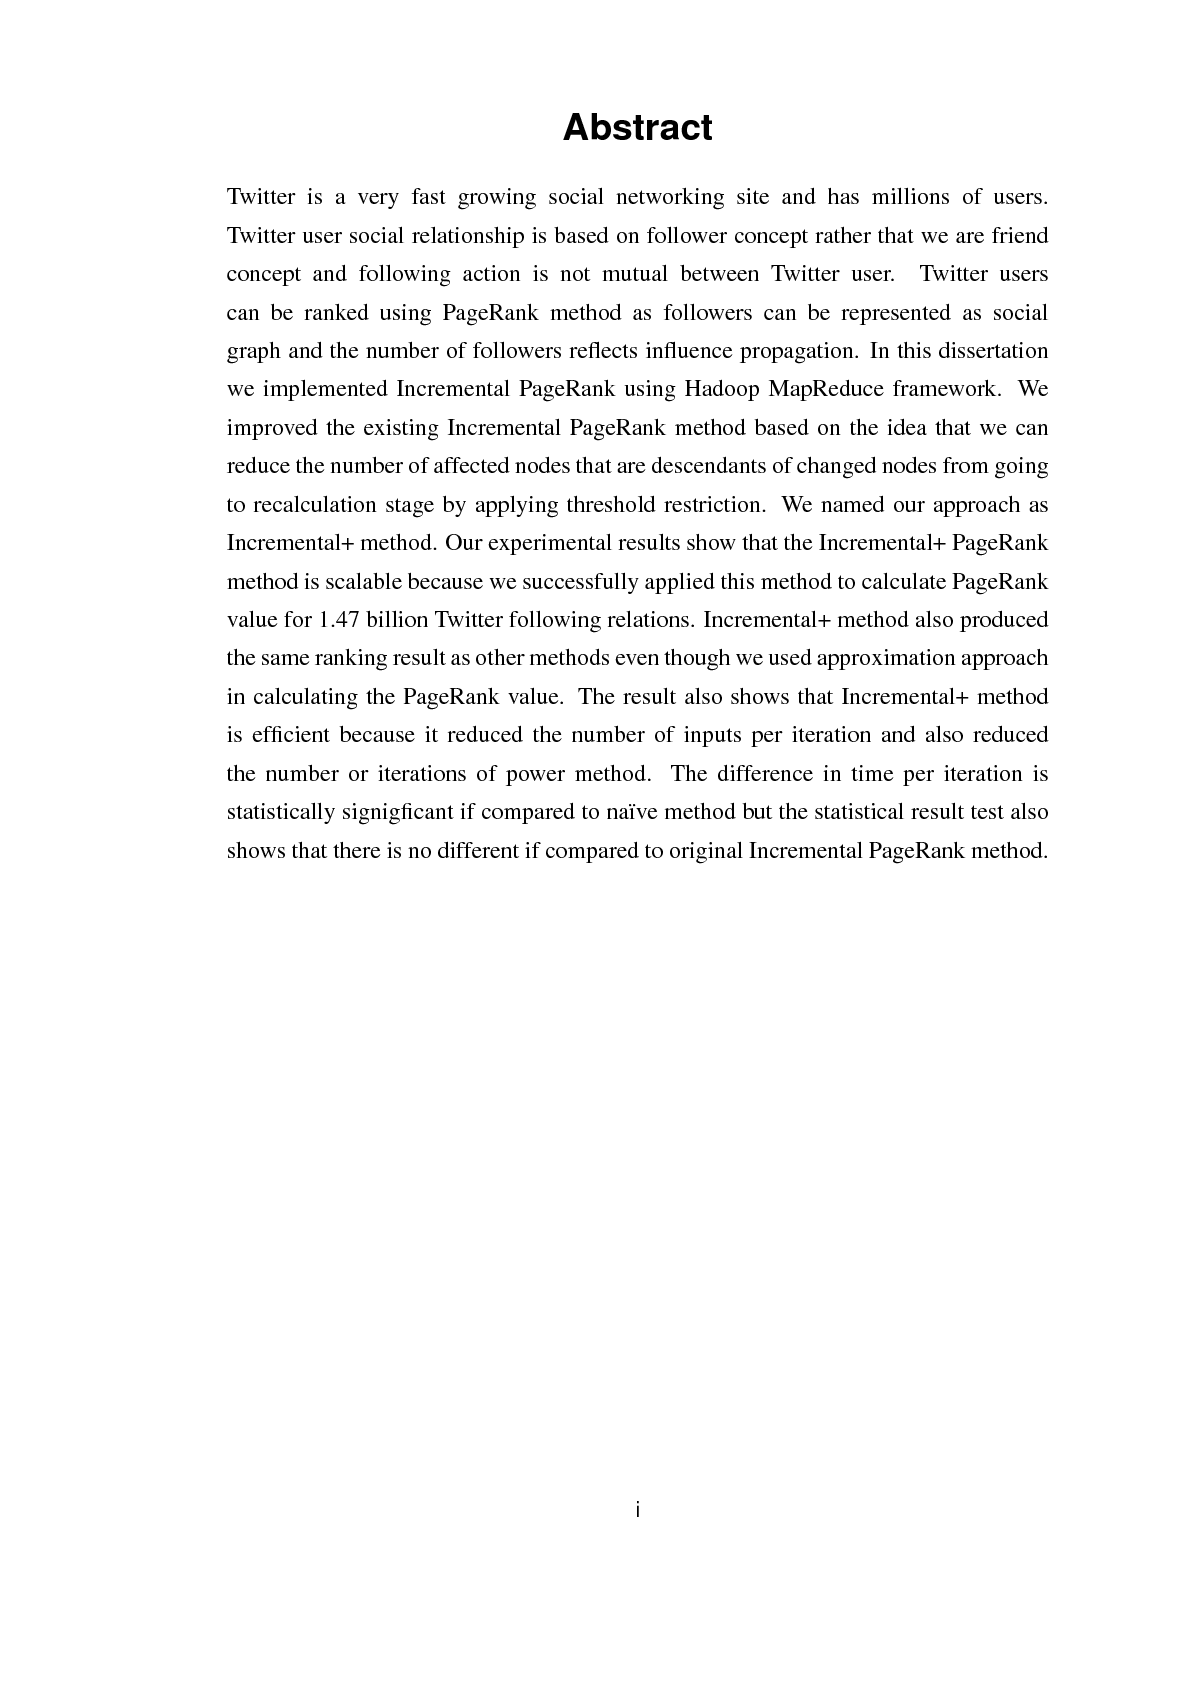 Abstract
Twitter is a very fast growing social networking site and has millions of users.
Twitter user social relationship is based on follower concept rather that we are friend
concept and following action is not mutual between Twitter user. Twitter users
can be ranked using PageRank method as followers can be represented as social
graph and the number of followers reflects influence propagation. In this dissertation
we implemented Incremental PageRank using Hadoop MapReduce framework. We
improved the existing Incremental PageRank method based on the idea that we can
reduce the number of affected nodes that are descendants of changed nodes from going
to recalculation stage by applying threshold restriction. We named our approach as
Incremental+ method. Our experimental results show that the Incremental+ PageRank
method is scalable because we successfully applied this method to calculate PageRank
value for 1.47 billion Twitter following relations. Incremental+ method also produced
the same ranking result as other methods even though we used approximation approach
in calculating the PageRank value. The result also shows that Incremental+ method
is efficient because it reduced the number of inputs per iteration and also reduced
the number or iterations of power method. The difference in time per iteration is
statistically signigficant if compared to naïve method but the statistical result test also
shows that there is no different if compared to original Incremental PageRank method.
i